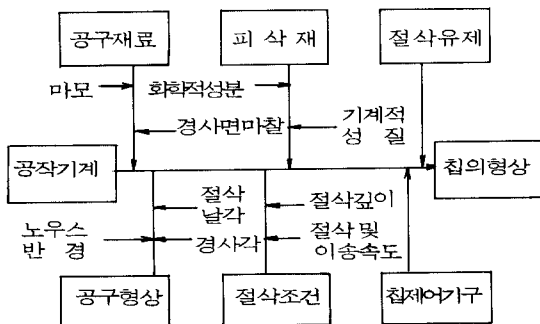 공구재료
피 삭 재
절삭유제
마모
화학적성분
경사면마찰
기계적
성 질
공작기계
칩의형상
절삭
날각
절삭깊이
노우스
반 경
경사각
절삭 및
이송속도
공구형상
절삭조건
칩제어기구